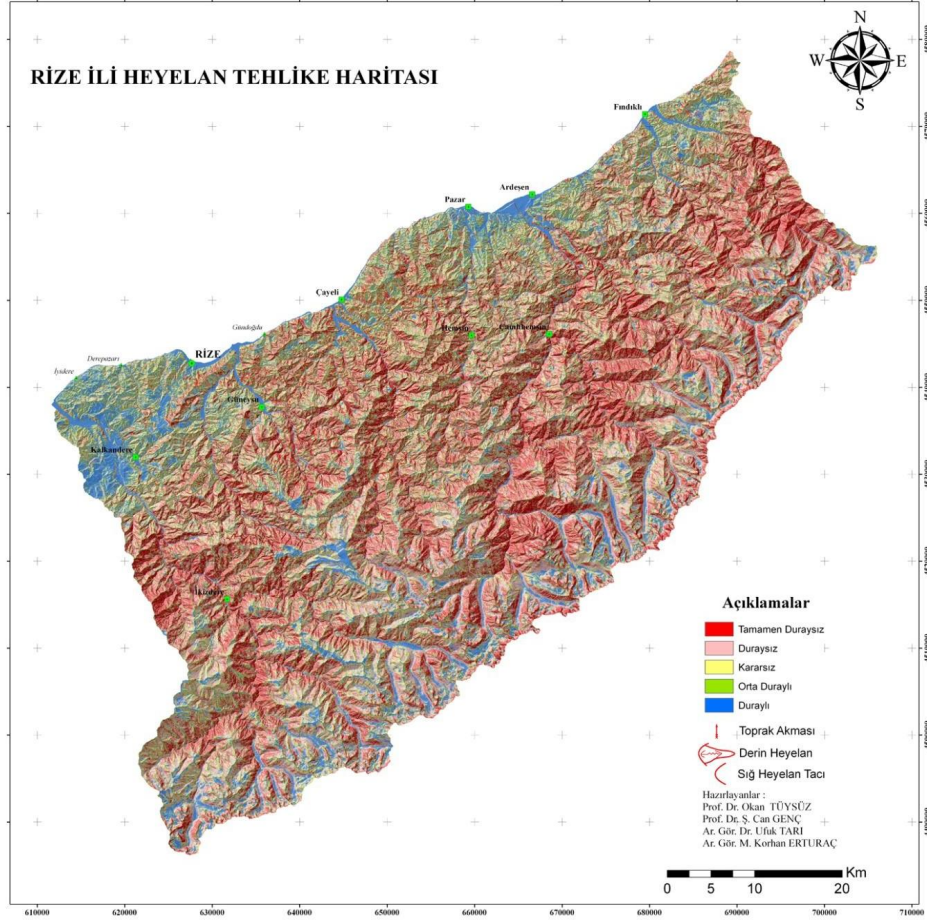 RİZE İLİ HEYELAN TEHLİKE HARİTASI
N
W E
S
Fındıklı
Ardeşen
Pazar
Çayeli
Gündoğdu
Hemşin
Çamlıhemşin
RİZE
Derepazarı
İyidere
Güneysu
Kalkandere
İkizdere
Açıklamalar
Tamamen Duraysız
Duraysız
Kararsız
Orta Duraylı
Duraylı
Toprak Akması
Derin Heyelan
Sığ Heyelan Tacı
Hazırlayanlar :
Prof. Dr. Okan TÜYSÜZ
Prof. Dr. Ş. Can GENÇ
Ar. Gör. Dr. Ufuk TARI
Ar. Gör. M. Korhan ERTURAÇ
Km
0 5 10 20
610000 620000 630000 640000 650000 660000 670000 680000 690000 700000 710000